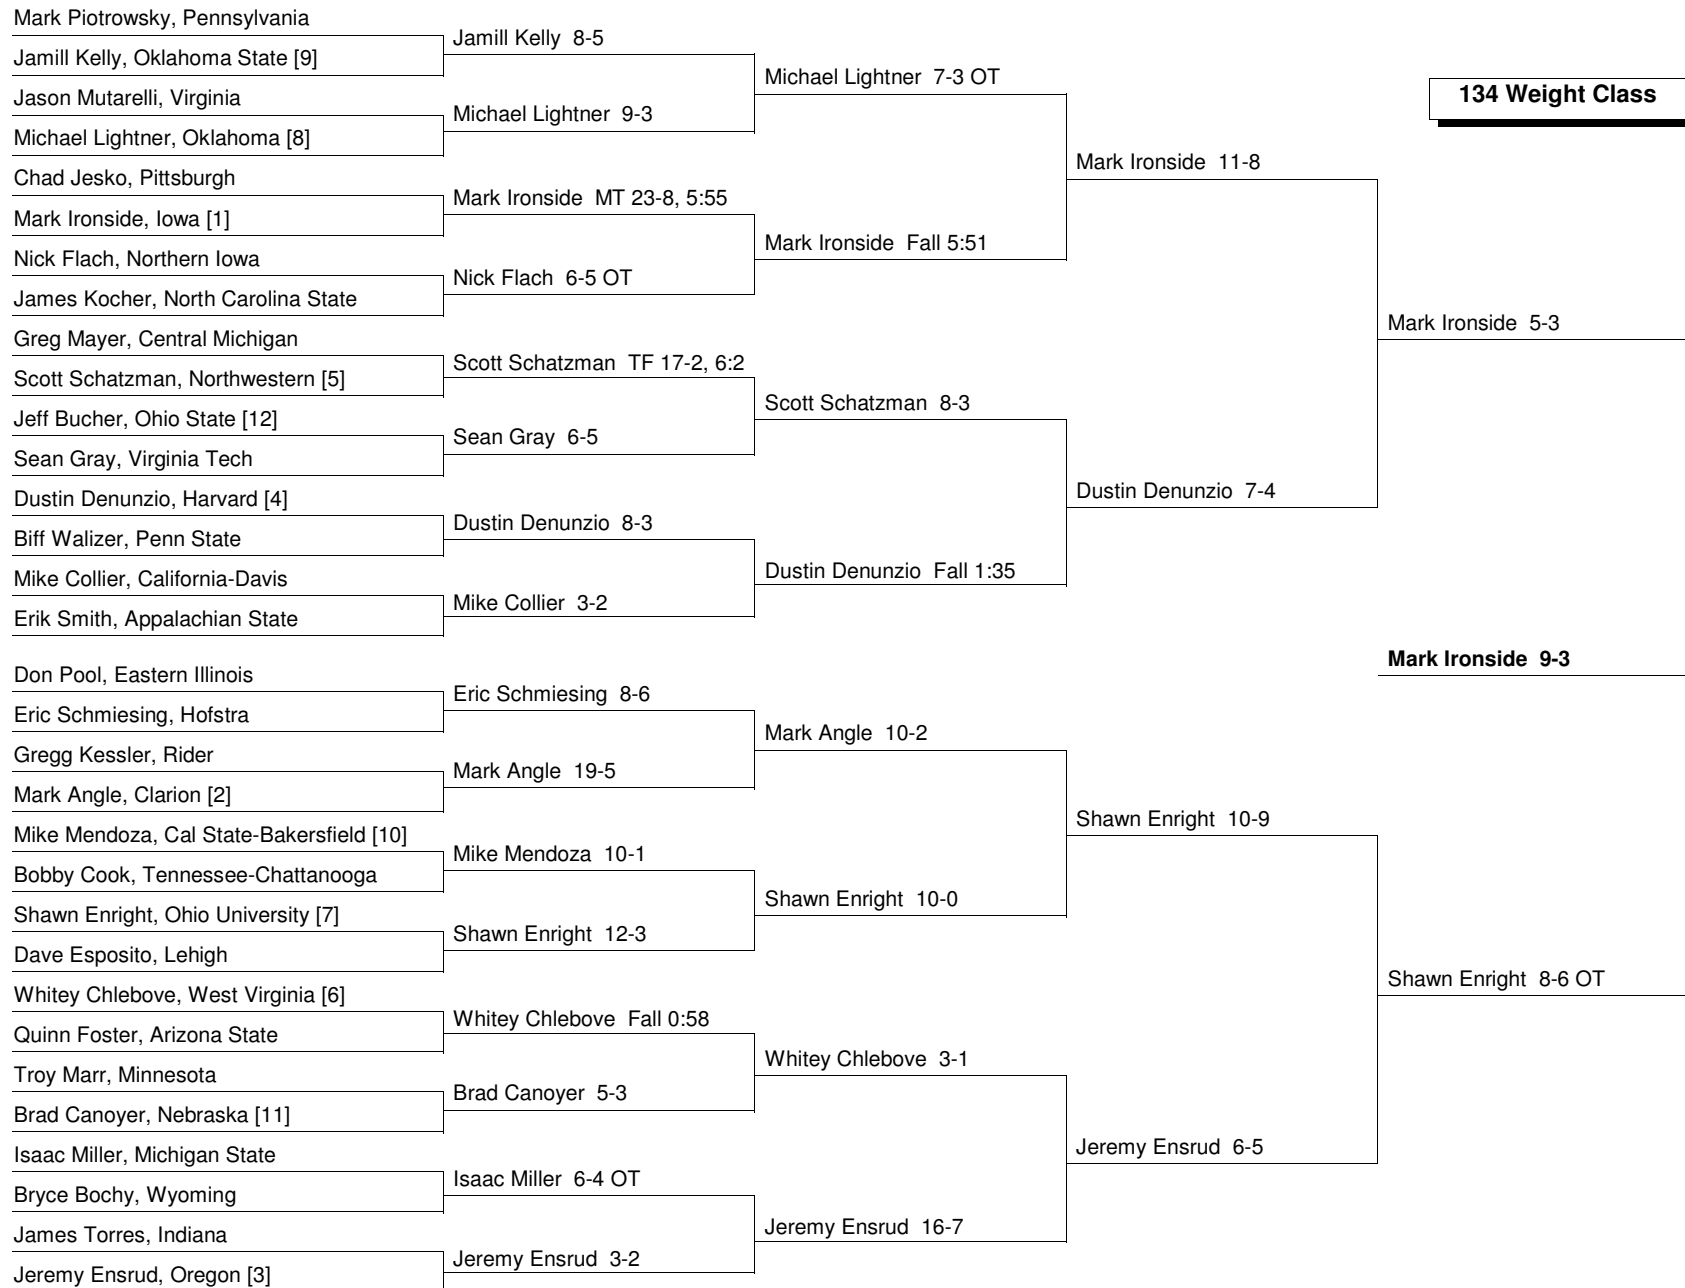 Mark Piotrowsky, Pennsylvania
Jamill Kelly, Oklahoma State [9]
Jason Mutarelli, Virginia
Michael Lightner, Oklahoma [8]
Chad Jesko, Pittsburgh
Mark Ironside, Iowa [1]
Nick Flach, Northern Iowa
James Kocher, North Carolina State
Greg Mayer, Central Michigan
Scott Schatzman, Northwestern [5]
Jeff Bucher, Ohio State [12]
Sean Gray, Virginia Tech
Dustin Denunzio, Harvard [4]
Biff Walizer, Penn State
Mike Collier, California-Davis
Erik Smith, Appalachian State
Don Pool, Eastern Illinois
Eric Schmiesing, Hofstra
Gregg Kessler, Rider
Mark Angle, Clarion [2]
Mike Mendoza, Cal State-Bakersfield [10]
Bobby Cook, Tennessee-Chattanooga
Shawn Enright, Ohio University [7]
Dave Esposito, Lehigh
Whitey Chlebove, West Virginia [6]
Quinn Foster, Arizona State
Troy Marr, Minnesota
Brad Canoyer, Nebraska [11]
Isaac Miller, Michigan State
Bryce Bochy, Wyoming
James Torres, Indiana
Jeremy Ensrud, Oregon [3]
Jamill Kelly 8-5
Michael Lightner 9-3
Mark Ironside MT 23-8, 5:55
Nick Flach 6-5 OT
Scott Schatzman TF 17-2, 6:2
Sean Gray 6-5
Dustin Denunzio 8-3
Mike Collier 3-2
Eric Schmiesing 8-6
Mark Angle 19-5
Mike Mendoza 10-1
Shawn Enright 12-3
Whitey Chlebove Fall 0:58
Brad Canoyer 5-3
Isaac Miller 6-4 OT
Jeremy Ensrud 3-2
Michael Lightner 7-3 OT
Mark Ironside Fall 5:51
Scott Schatzman 8-3
Dustin Denunzio Fall 1:35
Mark Angle 10-2
Shawn Enright 10-0
Whitey Chlebove 3-1
Jeremy Ensrud 16-7
Mark Ironside 11-8
Dustin Denunzio 7-4
Shawn Enright 10-9
Jeremy Ensrud 6-5
134 Weight Class
Mark Ironside 5-3
Mark Ironside 9-3
Shawn Enright 8-6 OT